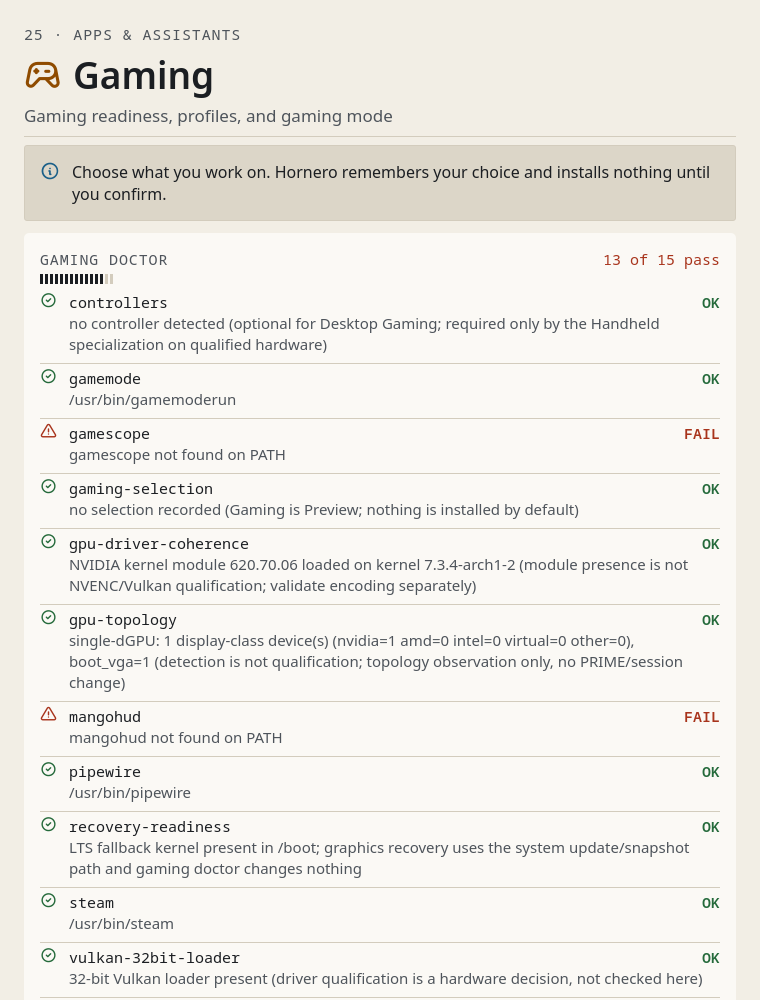 25 · APPS & ASSISTANTS
Gaming
Gaming readiness, profiles, and gaming mode
Choose what you work on. Hornero remembers your choice and installs nothing until
you confirm.
GAMING DOCTOR 13 of 15 pass
controllers OK
no controller detected (optional for Desktop Gaming; required only by the Handheld
specialization on qualified hardware)
gamemode OK
/usr/bin/gamemoderun
gamescope FAIL
gamescope not found on PATH
gaming-selection OK
no selection recorded (Gaming is Preview; nothing is installed by default)
gpu-driver-coherence OK
NVIDIA kernel module 620.70.06 loaded on kernel 7.3.4-arch1-2 (module presence is not
NVENC/Vulkan qualification; validate encoding separately)
gpu-topology OK
single-dGPU: 1 display-class device(s) (nvidia=1 amd=0 intel=0 virtual=0 other=0),
boot_vga=1 (detection is not qualification; topology observation only, no PRIME/session
change)
mangohud FAIL
mangohud not found on PATH
pipewire OK
/usr/bin/pipewire
recovery-readiness OK
LTS fallback kernel present in /boot; graphics recovery uses the system update/snapshot
path and gaming doctor changes nothing
steam OK
/usr/bin/steam
vulkan-32bit-loader OK
32-bit Vulkan loader present (driver qualification is a hardware decision, not checked here)